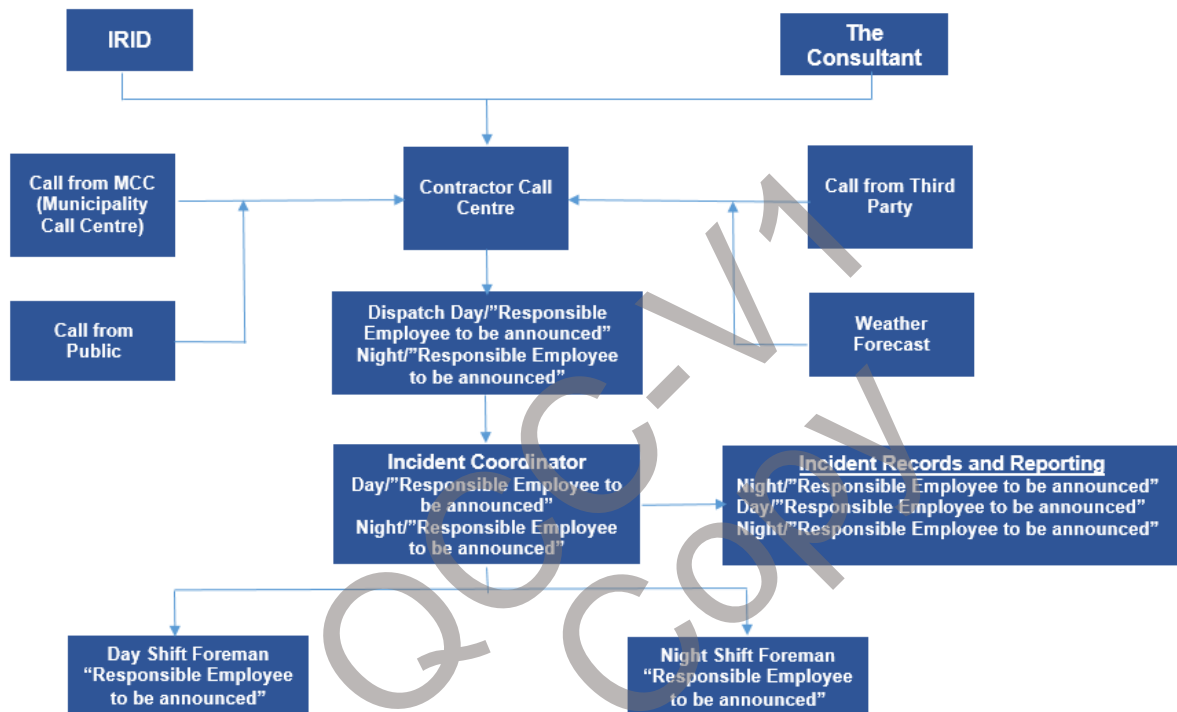 IRID
The
Consultant
Call from MCC
(Municipality
Call Centre)
Contractor Call
Centre
Call from Third
Party
Call from
Public
Dispatch Day/”Responsible
Employee to be announced”
Night/”Responsible Employee
to be announced”
Weather
Forecast
Incident Coordinator
Day/”Responsible Employee to
be announced”
Night/”Responsible Employee
to be announced”
Incident Records and Reporting
Night/”Responsible Employee to be announced”
Day/”Responsible Employee to be announced”
Night/”Responsible Employee to be announced”
Day Shift Foreman
“Responsible Employee
to be announced”
Night Shift Foreman
“Responsible Employee
to be announced”
QCC-V1
Copy